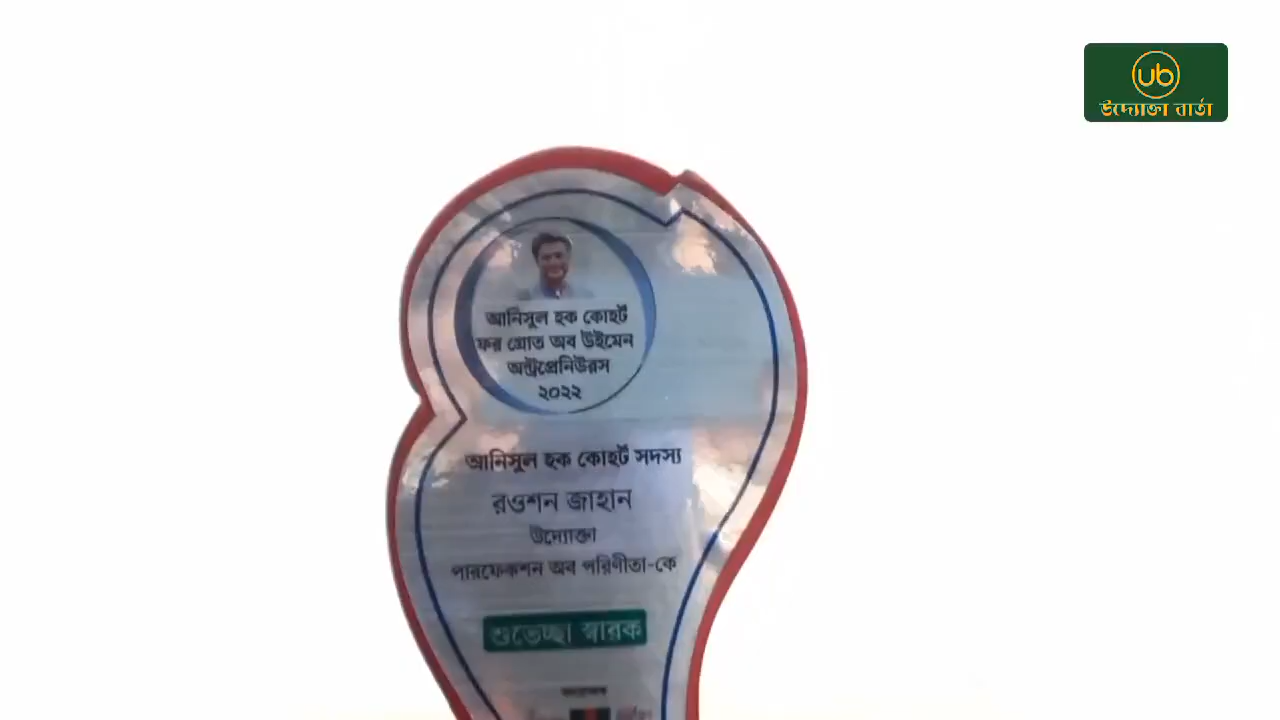 ub
উদ্যোক্তা বার্তা
আনিসুল হক কোহর্ট
ফর গ্রোত অব উইমেন
অন্ট্রপ্রেনিউরস
২০২২
আনিসুল হক কোহর্ট সদস্য
রওশন জাহান
উদ্যোক্তা
পারফেকশন অব পরিণীতা-কে
শুভেচ্ছা স্মারক